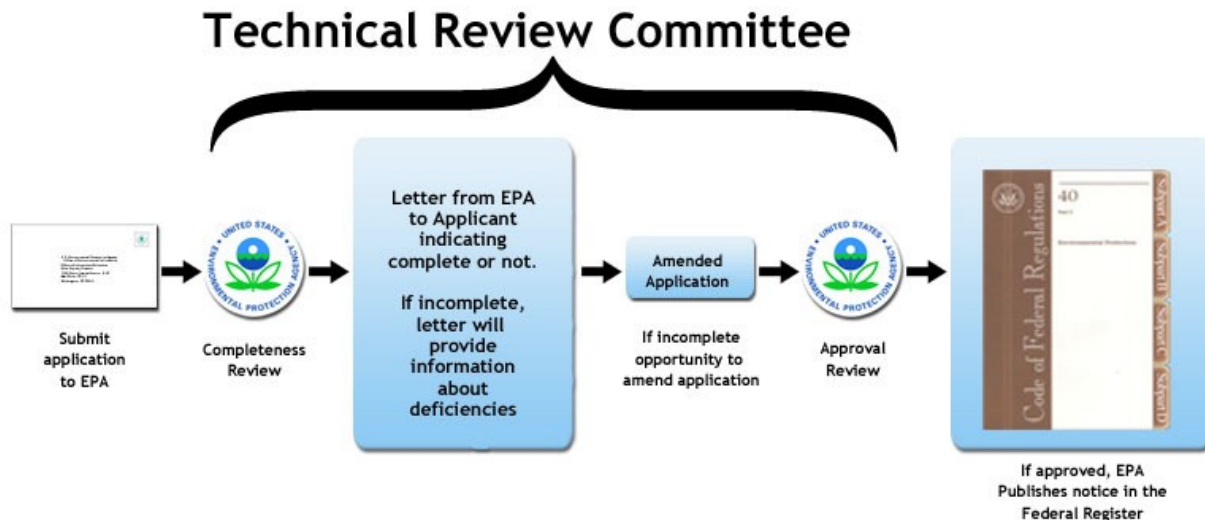 Technical Review Committee
Submit
application
to EPA
UNITED STATES
ENVIRONMENTAL PROTECTION AGENCY
Completeness
Review
Letter from EPA
to Applicant
indicating
complete or not.
If incomplete,
letter will
provide
information
about
deficiencies
Amended
Application
If incomplete
opportunity to
amend application
UNITED STATES
ENVIRONMENTAL PROTECTION AGENCY
Approval
Review
Code of Federal Regulations
40
Environmental Protection
If approved, EPA
Publishes notice in the
Federal Register